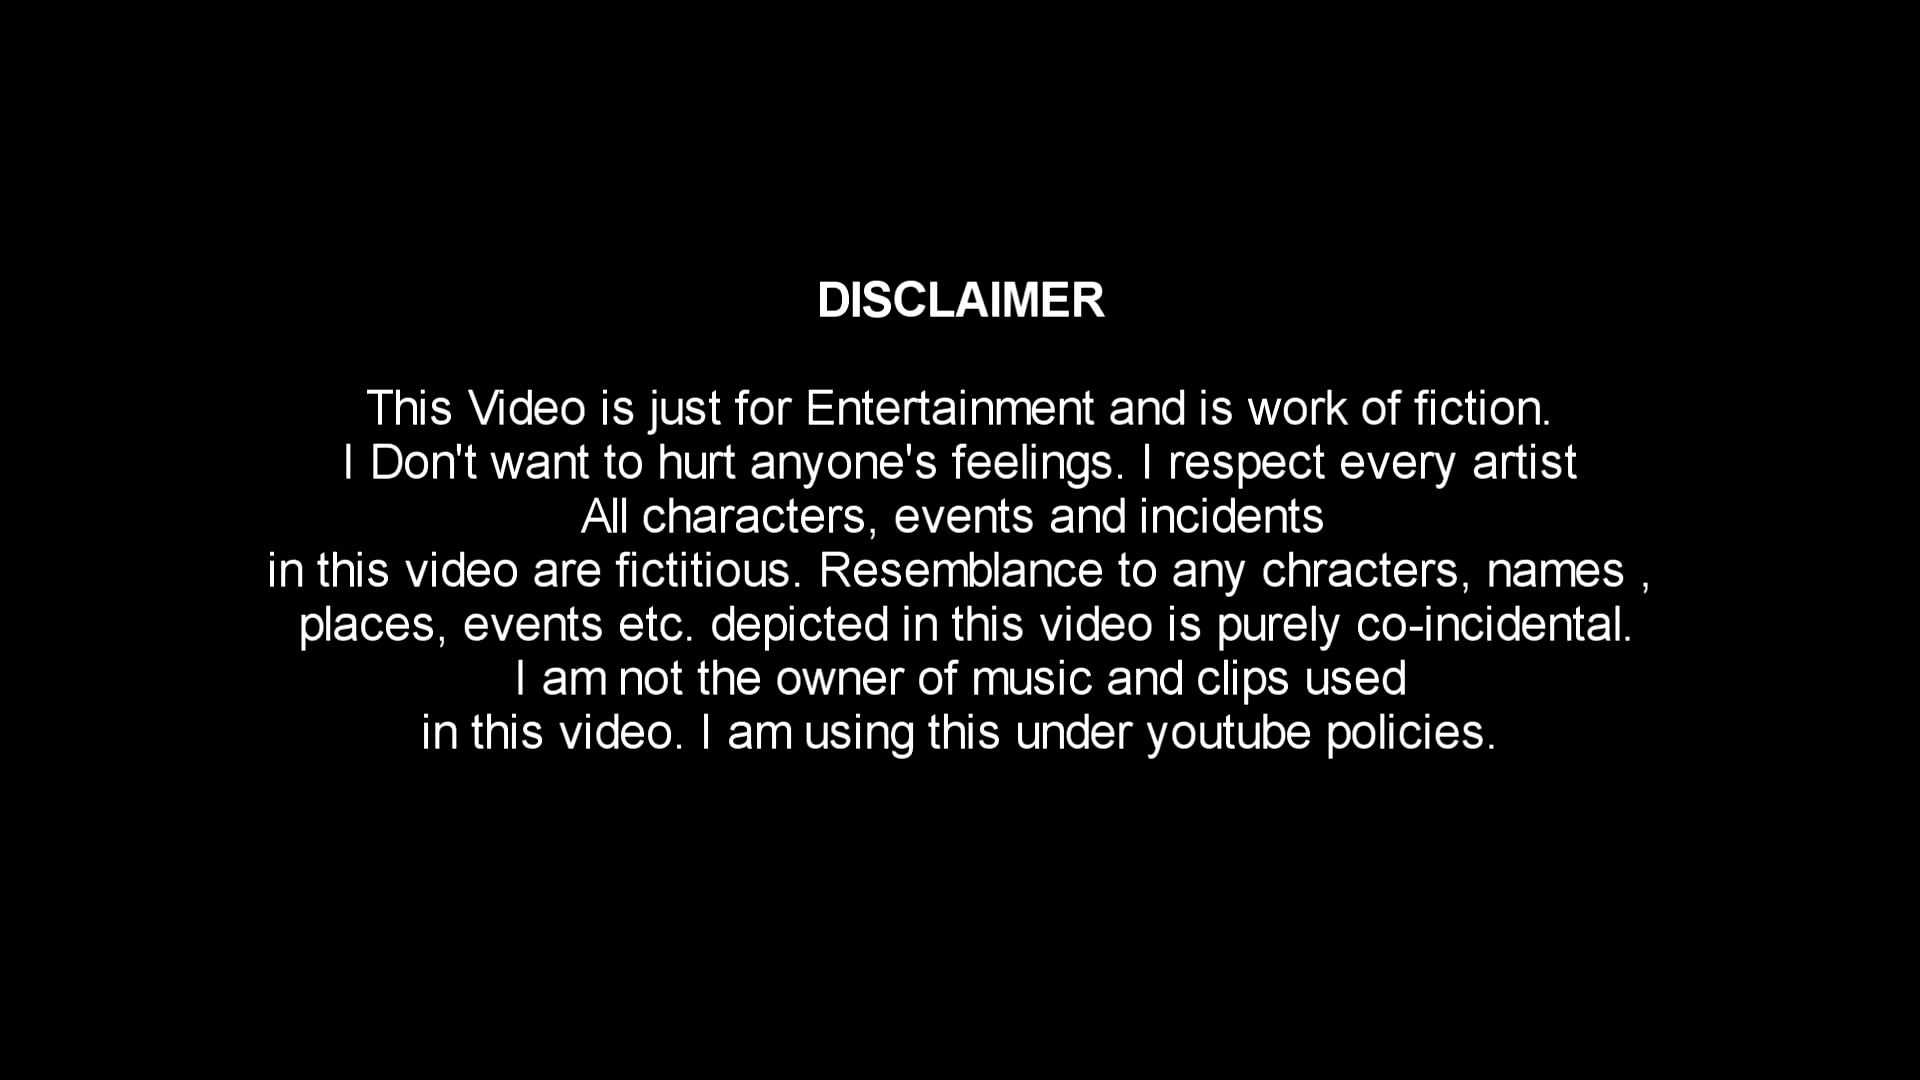 DISCLAIMER
This Video is just for Entertainment and is work of fiction.
I Don't want to hurt anyone's feelings. I respect every artist
All characters, events and incidents
in this video are fictitious. Resemblance to any chracters, names ,
places, events etc. depicted in this video is purely co-incidental.
I am not the owner of music and clips used
in this video. I am using this under youtube policies.